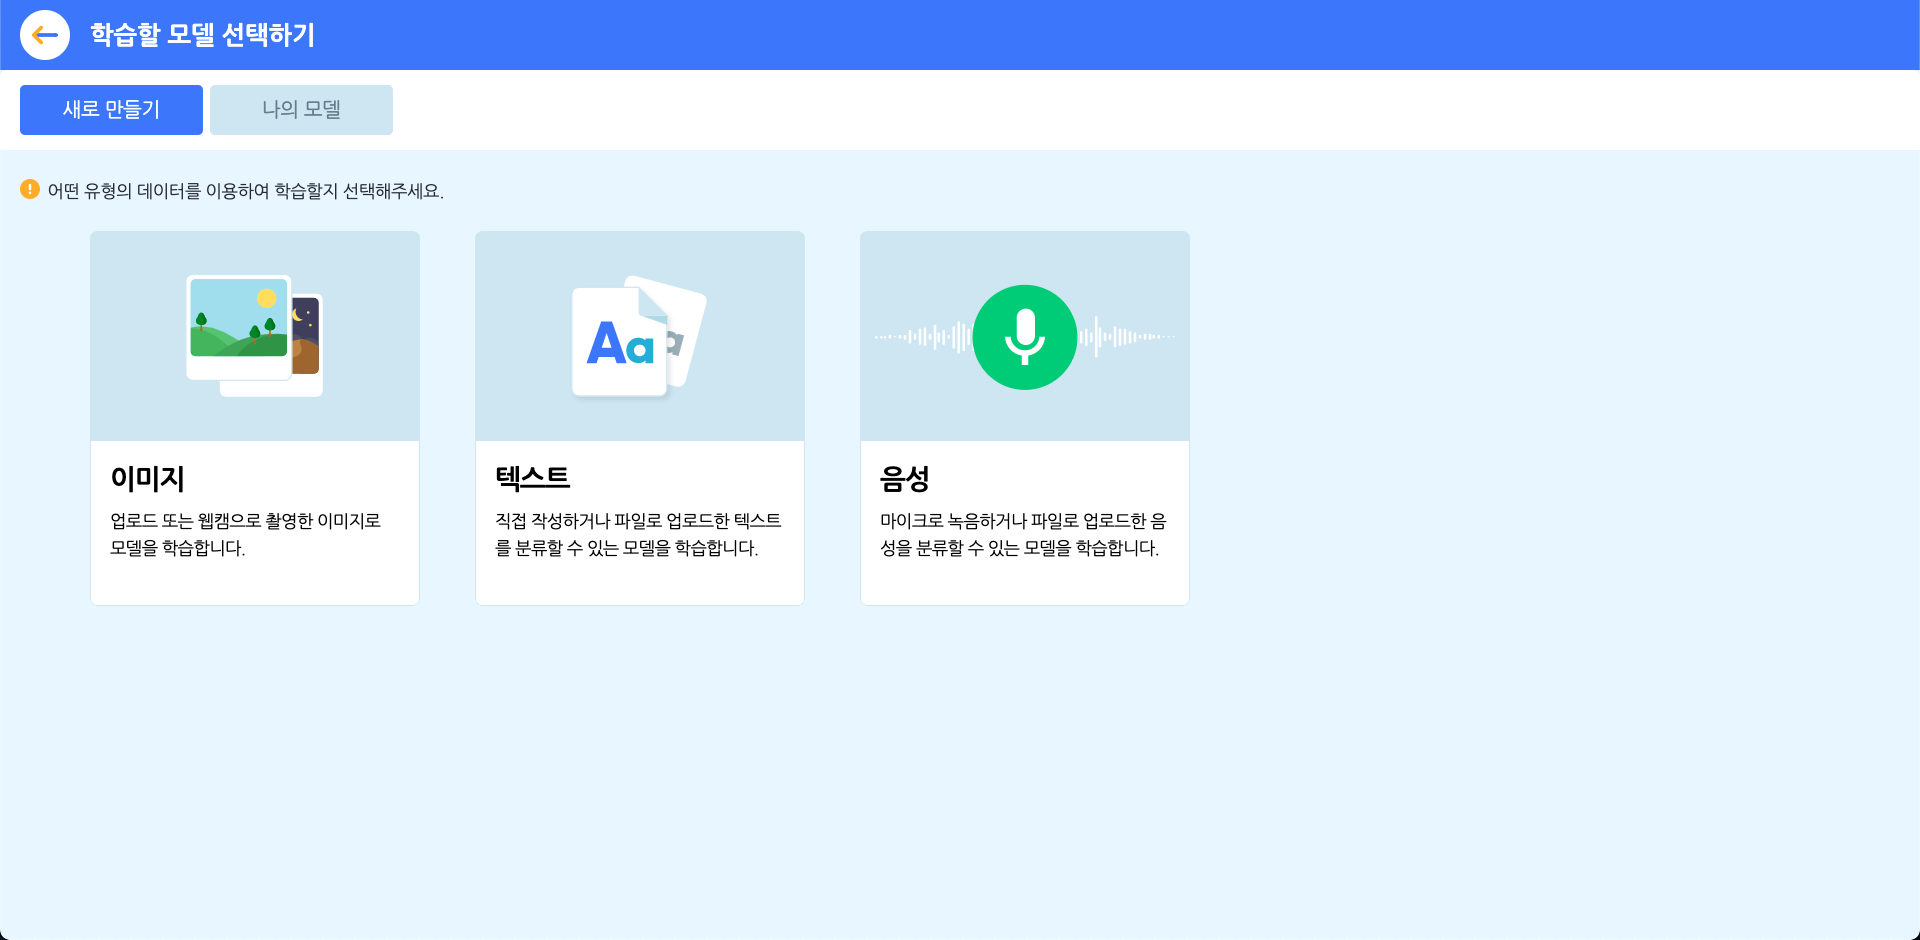 학습할 모델 선택하기
새로 만들기
나의 모델
어떤 유형의 데이터를 이용하여 학습할지 선택해주세요.
Aa
a
이미지
업로드 또는 웹캠으로 촬영한 이미지로
모델을 학습합니다.
텍스트
직접 작성하거나 파일로 업로드한 텍스트
를 분류할 수 있는 모델을 학습합니다.
음성
마이크로 녹음하거나 파일로 업로드한 음
성을 분류할 수 있는 모델을 학습합니다.